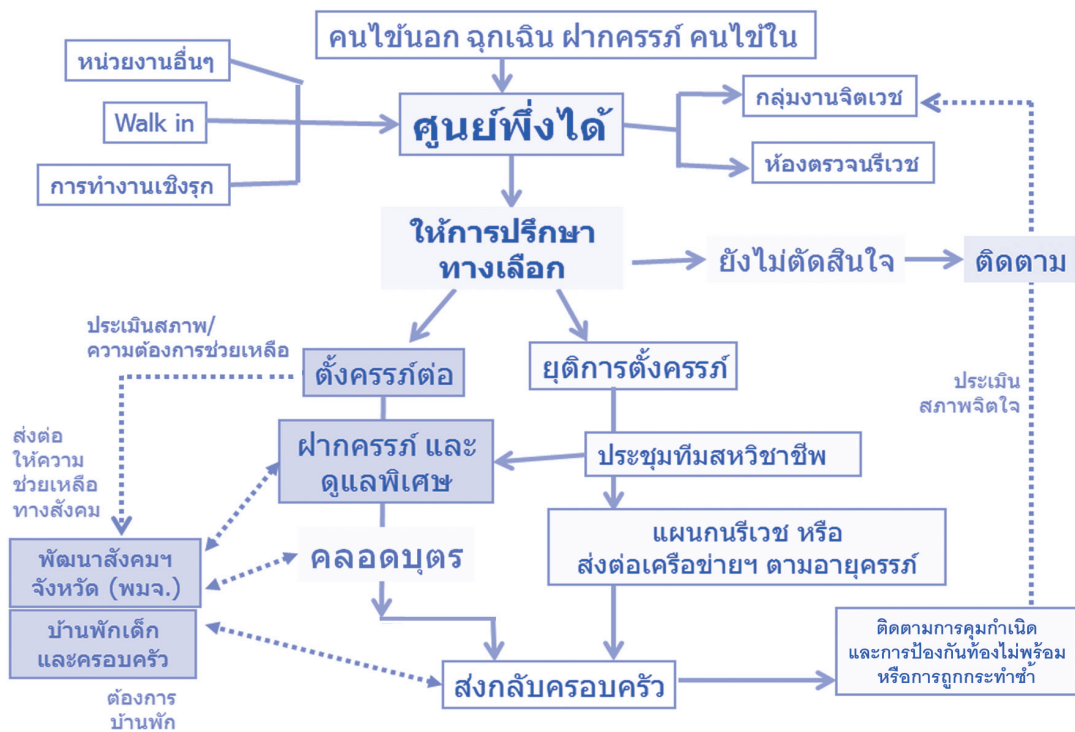 คนไข้นอก ฉุกเฉิน ฝากครรภ์ คนไข้ใน
หน่วยงานอื่นๆ
Walk in
การทำงานเชิงรุก
ศูนย์พึ่งได้
กลุ่มงานจิตเวช
ห้องตรวจนรีเวช
ให้การปรึกษา
ทางเลือก
ยังไม่ตัดสินใจ
ติดตาม
ประเมินสภาพ/
ความต้องการช่วยเหลือ
ตั้งครรภ์ต่อ
ยุติการตั้งครรภ์
ประเมิน
สภาพจิตใจ
ส่งต่อ
ให้ความ
ช่วยเหลือ
ทางสังคม
ฝากครรภ์ และ
ดูแลพิเศษ
ประชุมทีมสหวิชาชีพ
แผนกนรีเวช หรือ
ส่งต่อเครือข่ายฯ ตามอายุครรภ์
คลอดบุตร
พัฒนาสังคมฯ
จังหวัด (พมจ.)
บ้านพักเด็ก
และครอบครัว
ต้องการ
บ้านพัก
ส่งกลับครอบครัว
ติดตามการคุมกำเนิด
และการป้องกันท้องไม่พร้อม
หรือการถูกกระทำซ้ำ